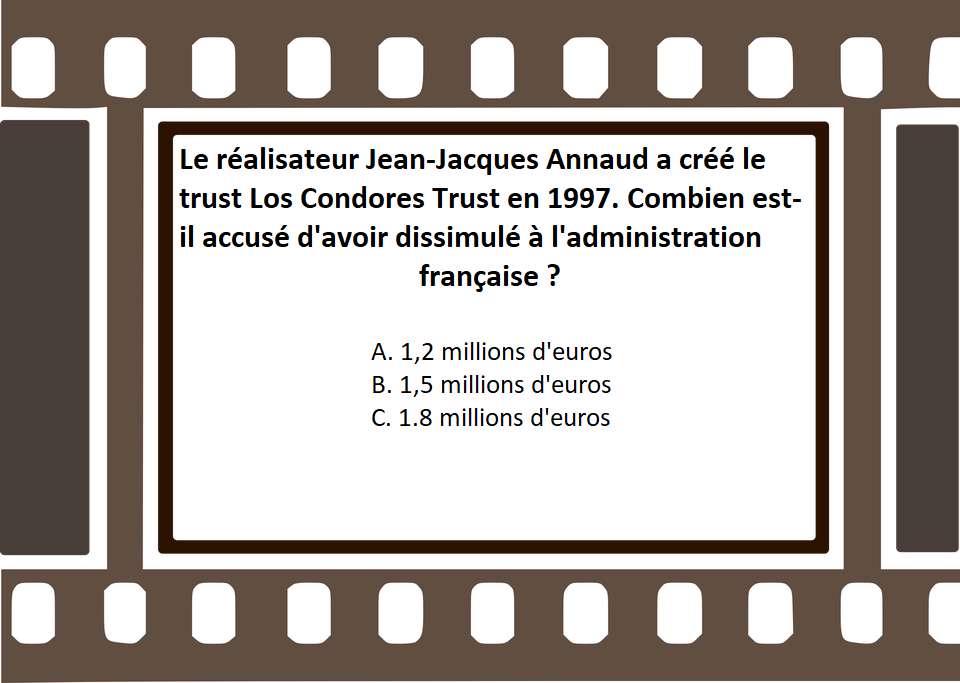 Le réalisateur Jean-Jacques Annaud a créé le
trust Los Condores Trust en 1997. Combien est-
il accusé d'avoir dissimulé à l'administration
française ?
A. 1,2 millions d'euros
B. 1,5 millions d'euros
C. 1.8 millions d'euros